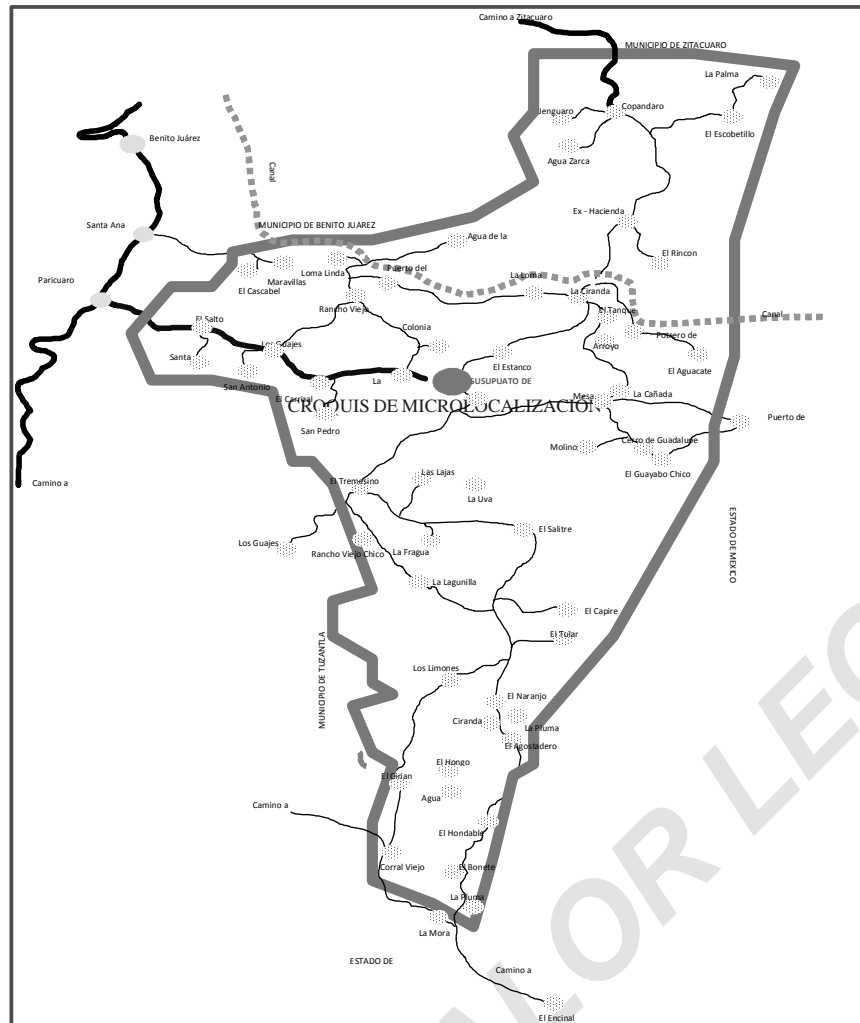 Camino a Zitacuaro
MUNICIPIO DE ZITACUARO
La Palma
Jenguaro
Copandaro
El Escobetillo
Benito Juárez
Agua Zarca
Canal
Santa Ana
MUNICIPIO DE BENITO JUAREZ
Ex - Hacienda
Agua de la
El Rincon
Paricuaro
Maravillas
Loma Linda
Puerto del
El Cascabel
La Loma
La Ciranda
Rancho Viejo
El Tanque
Canal
El Salto
Colonia
Potrero de
Los Guajes
Arroyo
Santa
El Estanco
El Aguacate
San Antonio
La
SUSUPUATO DE
El Carrizal
Mesa
La Cañada
CROQUIS DE MICROLOCALIZACION
Puerto de
San Pedro
Molino
Cerro de Guadalupe
El Guayabo Chico
Camino a
El Tremesino
Las Lajas
La Uva
ESTADO DE MEXICO
El Salitre
Los Guajes
Rancho Viejo Chico
La Fragua
La Lagunilla
El Capire
El Tular
MUNICIPIO DE TUZANTLA
Los Limones
El Naranjo
Ciranda
La Pluma
El Agostadero
El Hongo
El Cirian
Agua
Camino a
El Hondable
Corral Viejo
El Bonete
La Pluma
La Mora
ESTADO DE
Camino a
El Encinal
ALOR LEG